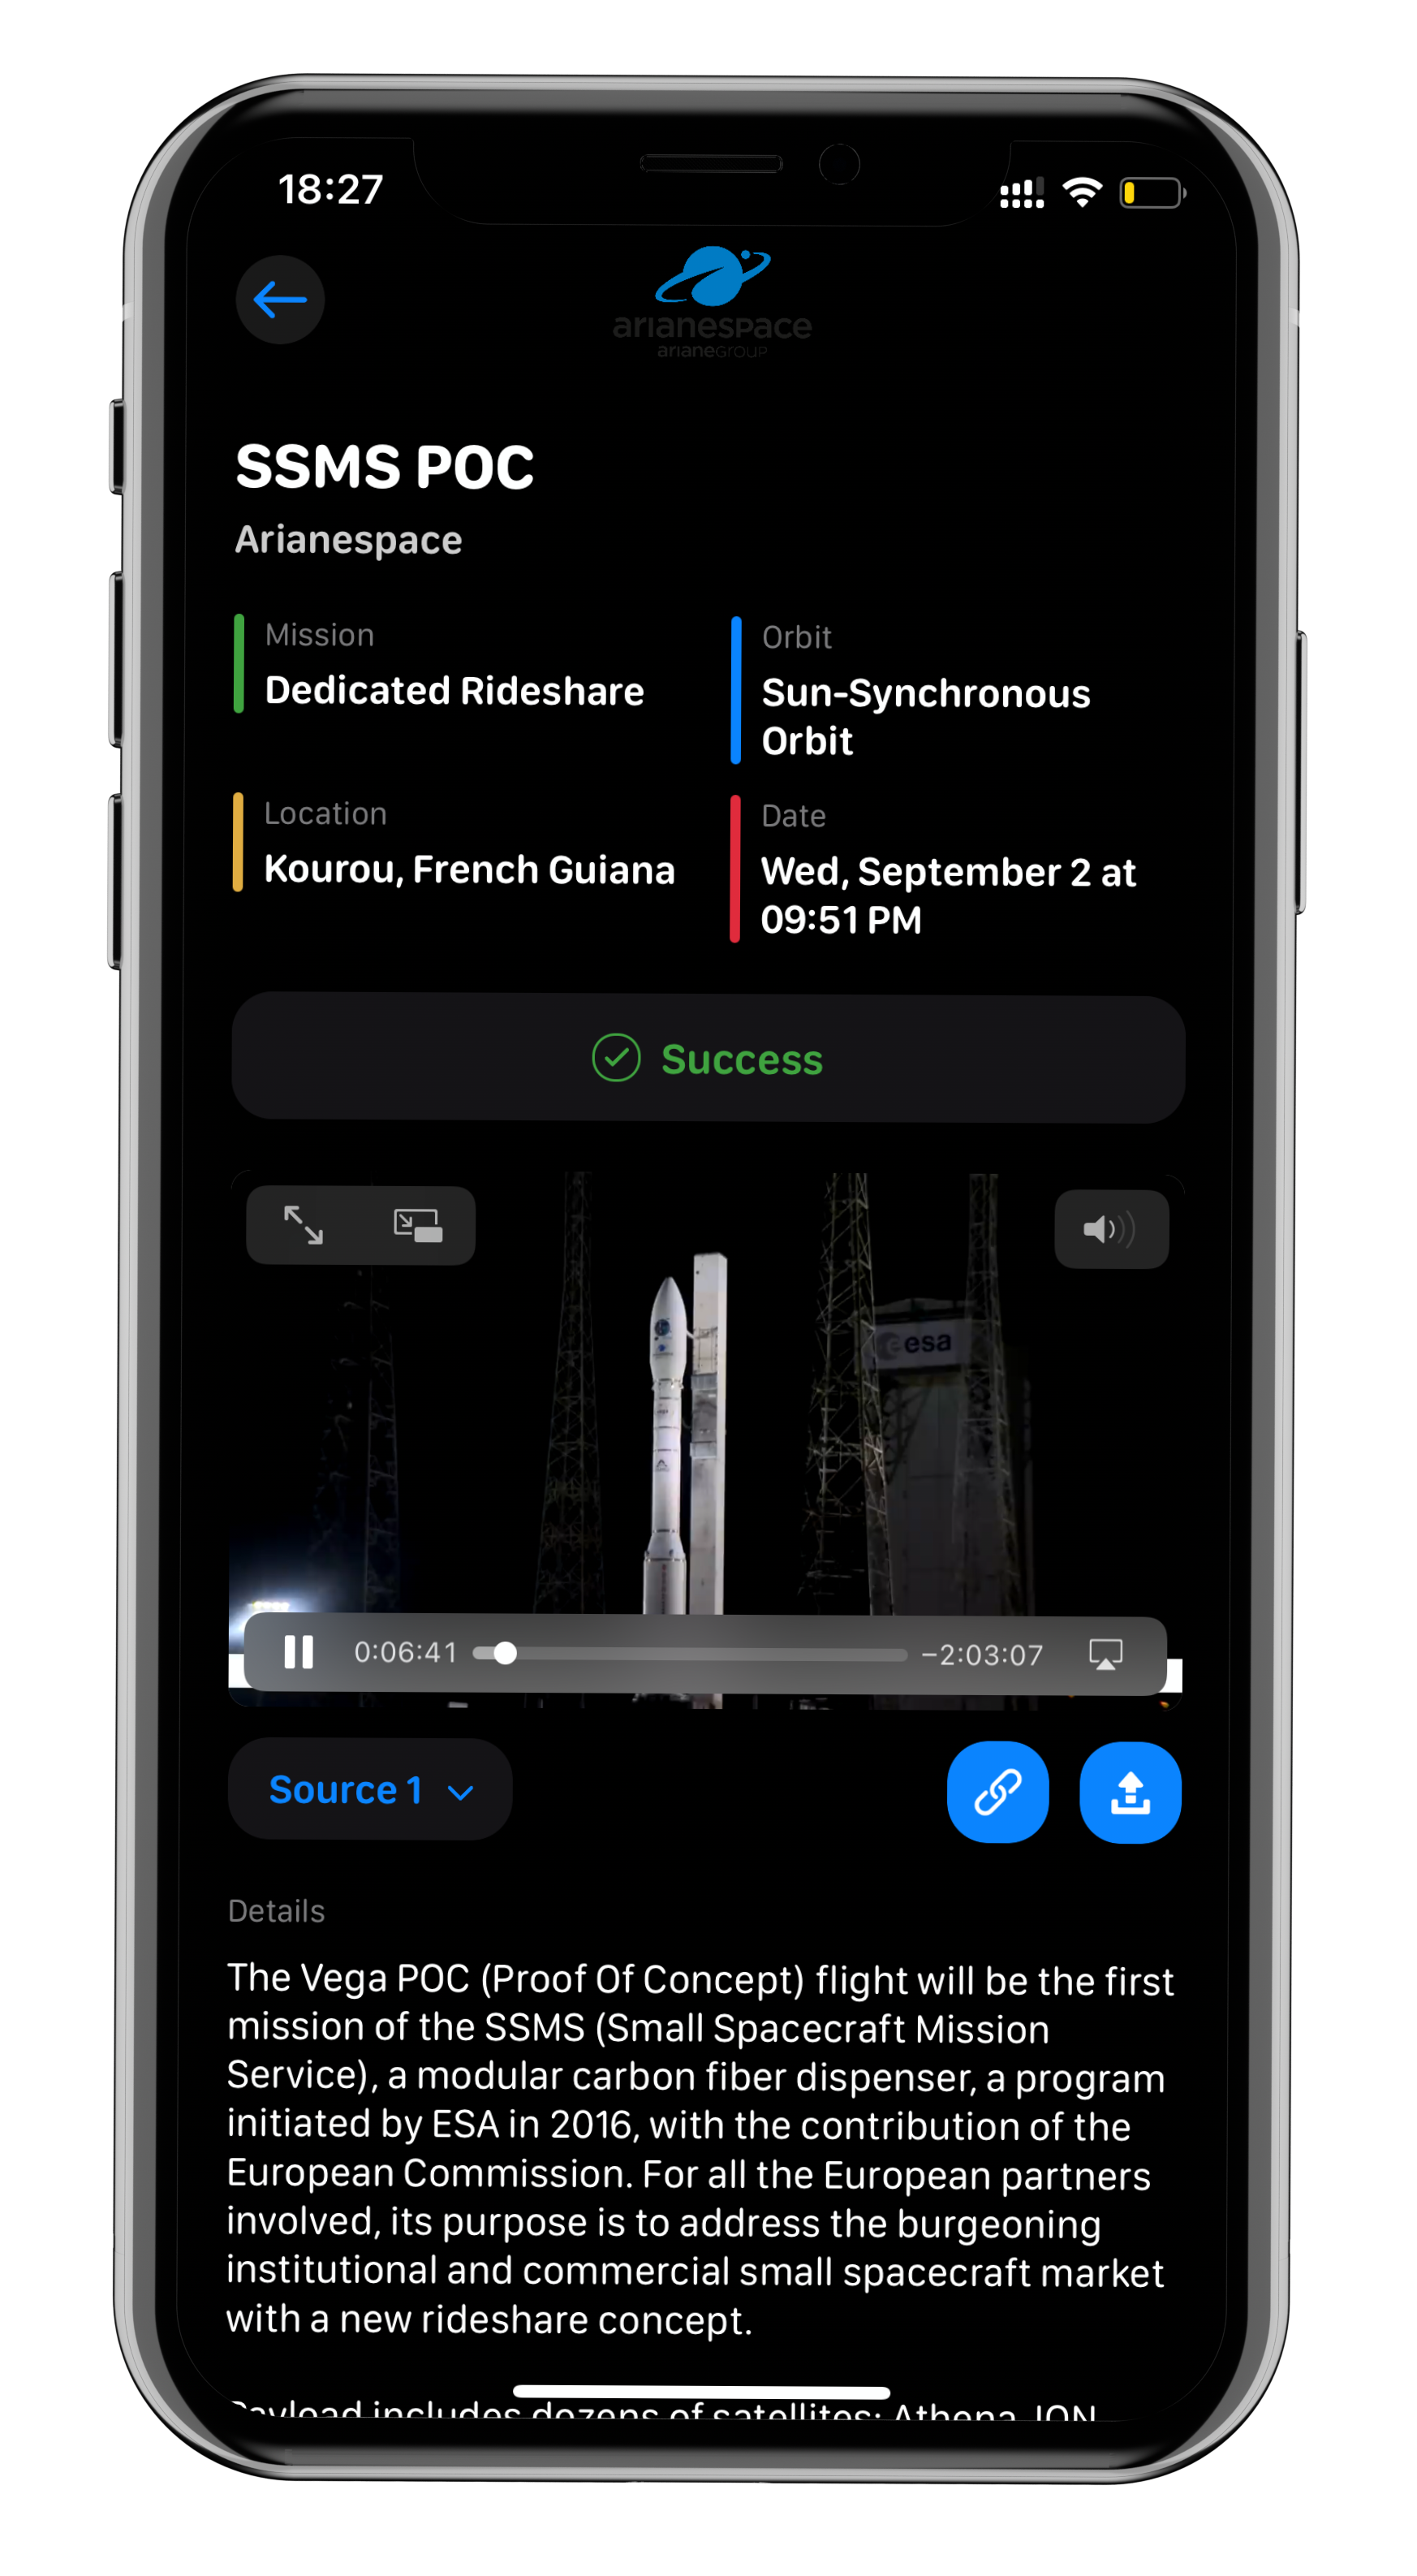 18:27
arianespace
arianeGROUP
SSMS POC
Arianespace
Mission
Dedicated Rideshare
Orbit
Sun-Synchronous
Orbit
Location
Kourou, French Guiana
Date
Wed, September 2 at
09:51 PM
Success
esa
0:06:41
-2:03:07
Source 1
Details
The Vega POC (Proof Of Concept) flight will be the first
mission of the SSMS (Small Spacecraft Mission
Service), a modular carbon fiber dispenser, a program
initiated by ESA in 2016, with the contribution of the
European Commission. For all the European partners
involved, its purpose is to address the burgeoning
institutional and commercial small spacecraft market
with a new rideshare concept.
Payload includes dozens of satellites: Athena, ION